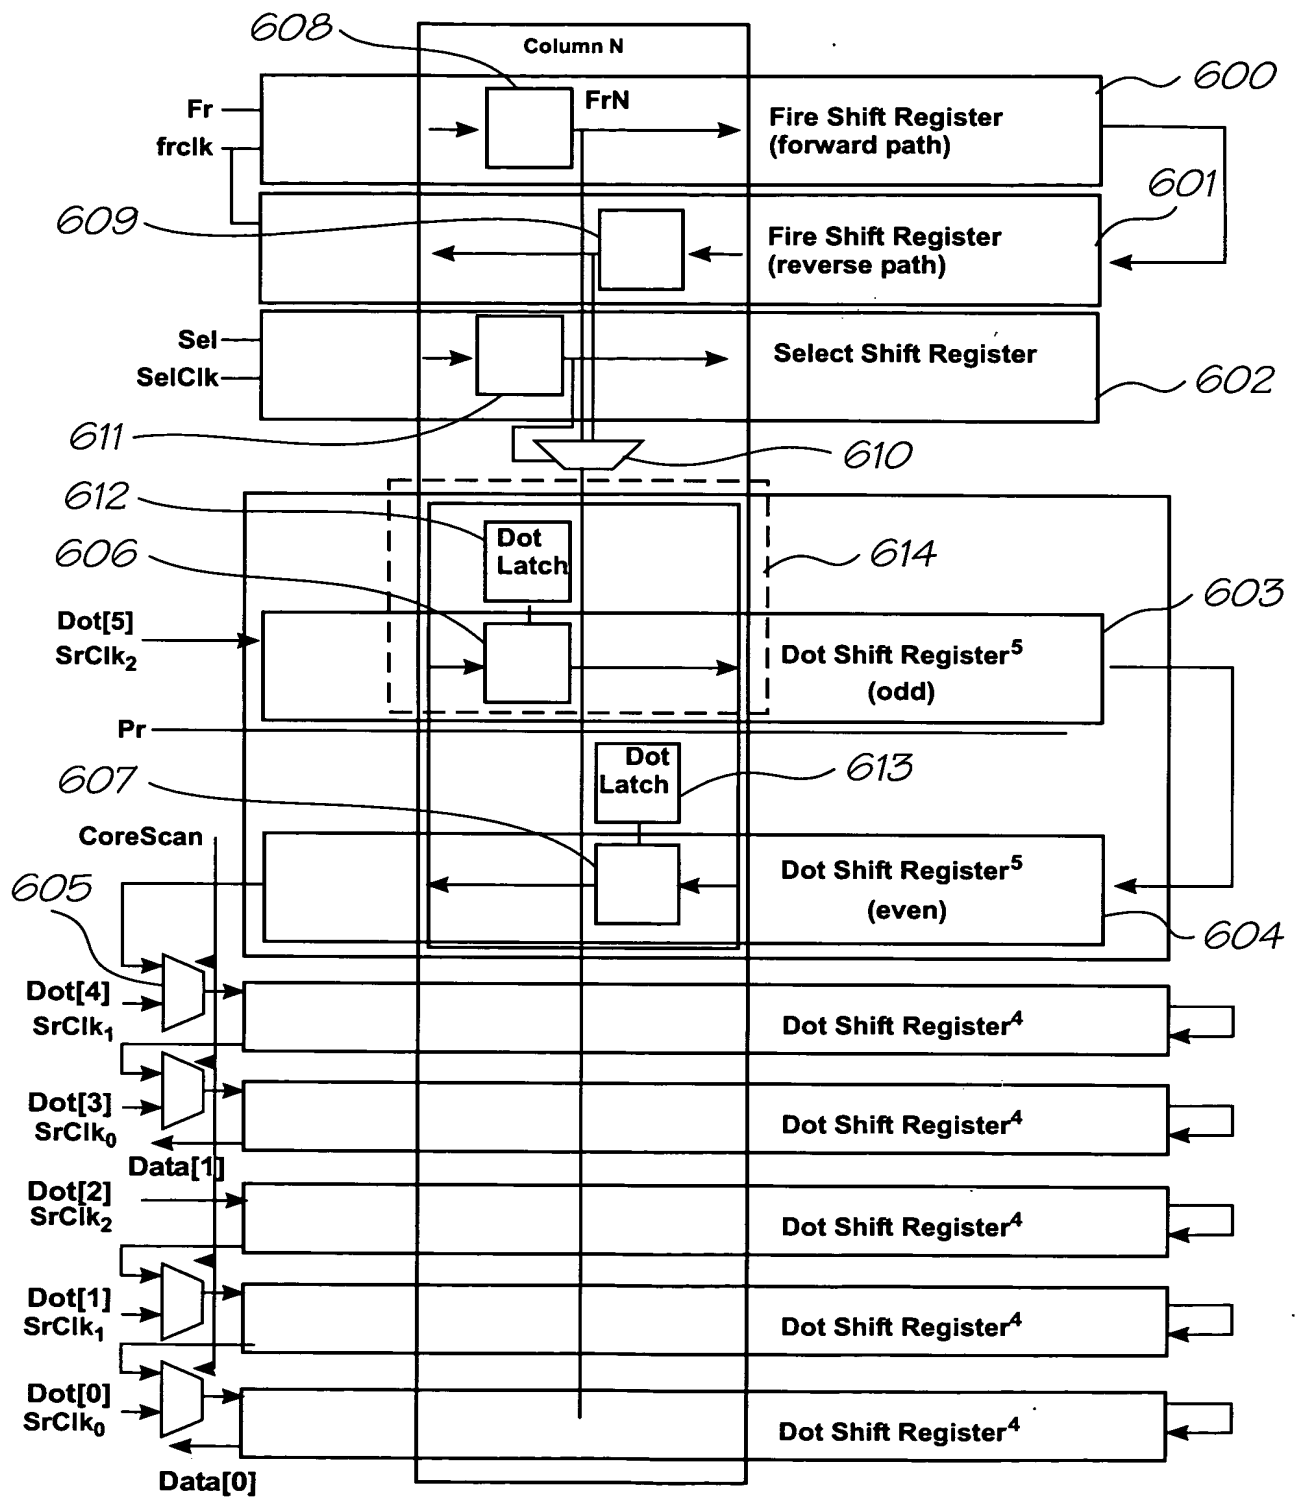 608
Column N
600
Fr
FrN
Fire Shift Register
(forward path)
frclk
601
609
Fire Shift Register
(reverse path)
Sel
SelClk
Select Shift Register
602
611
610
612
Dot
Latch
606
614
603
Dot[5]
SrClk2
Dot Shift Register5
(odd)
Pr
607
Dot
Latch
613
CoreScan
605
Dot Shift Register5
(even)
604
Dot[4]
SrClk1
Dot Shift Register4
Dot[3]
SrClk0
Dot Shift Register4
Data[1]
Dot[2]
SrClk2
Dot Shift Register4
Dot[1]
SrClk1
Dot Shift Register4
Dot[0]
SrClk0
Dot Shift Register4
Data[0]